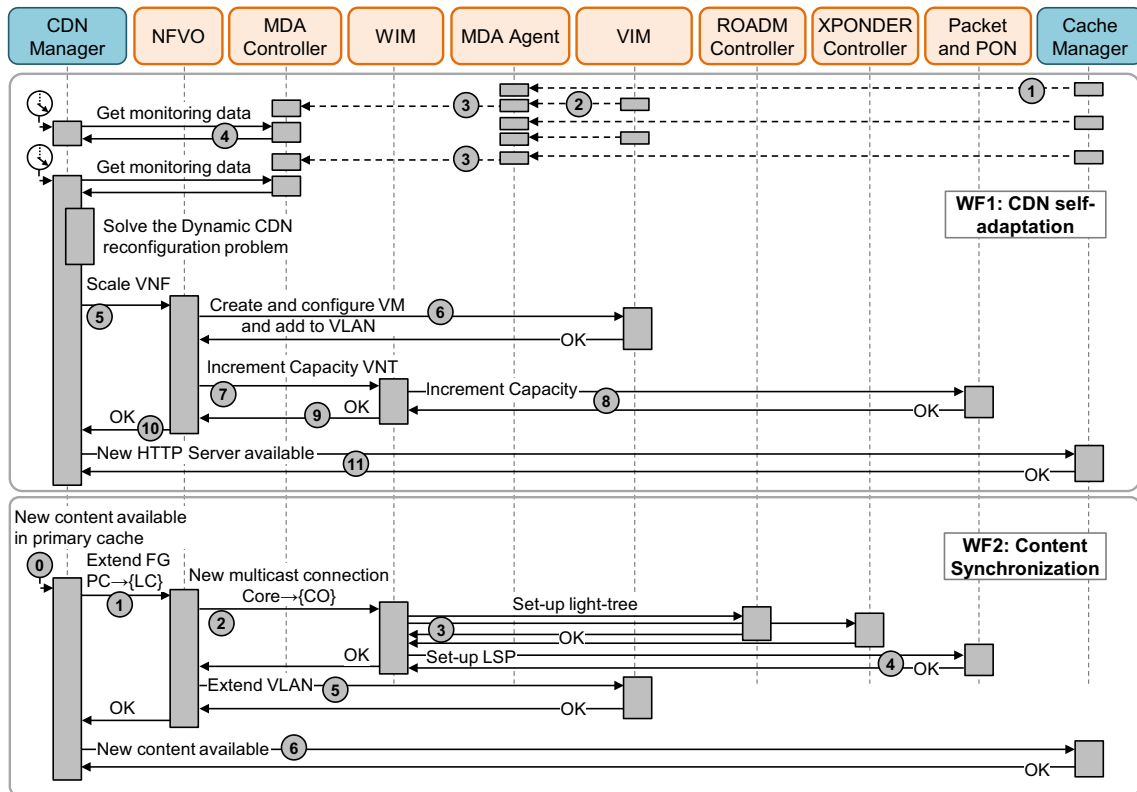 CDN
Manager
NFVO
MDA
Controller
WIM
MDA Agent
VIM
ROADM
Controller
XPONDER
Controller
Packet
and PON
Cache
Manager
1
3
2
Get monitoring data
4
3
Get monitoring data
WF1: CDN self-
adaptation
Solve the Dynamic CDN
reconfiguration problem
Scale VNF
5
Create and configure VM
6
and add to VLAN
OK
Increment Capacity VNT
7
Increment Capacity
8
OK
9
OK
OK
10
New HTTP Server available
11
OK
New content available
in primary cache
0
Extend FG
PC→{LC}
1
WF2: Content
Synchronization
New multicast connection
Core→{CO}
2
Set-up light-tree
3
OK
OK
Set-up LSP
4
OK
Extend VLAN
5
OK
OK
New content available
6
OK